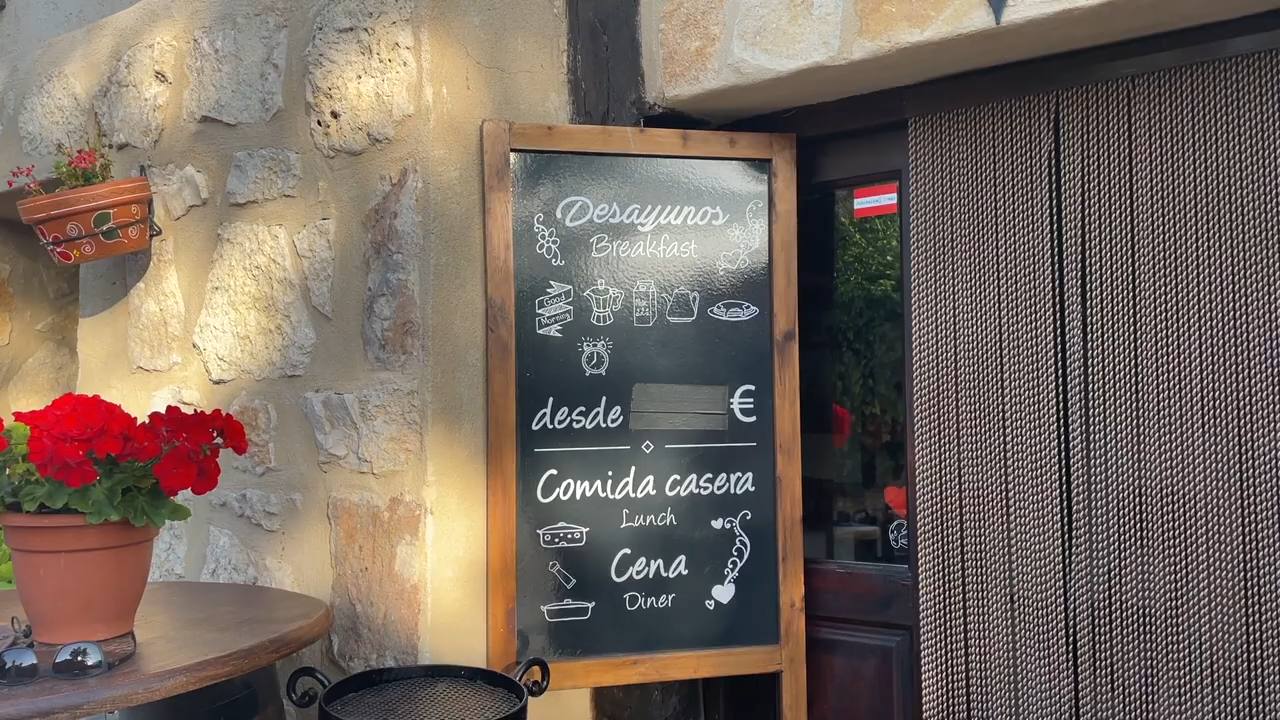 Desayunos
Breakfast
Good
Morning
desde €
Comida casera
Lunch
Cena
Diner